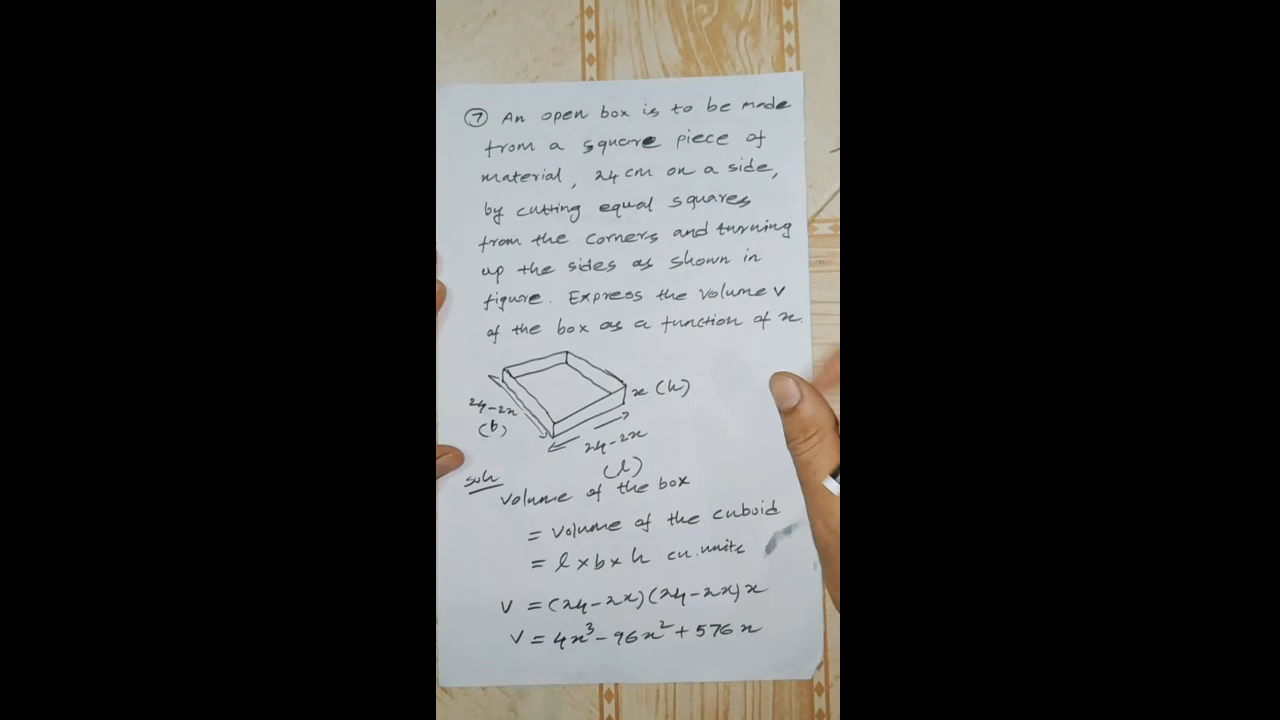 7 An open box is to be made
from a square piece of
material, 24 cm on a side,
by cutting equal squares
from the corners and turning
up the sides as shown in
figure. Express the volume V
of the box as a function of x.
x (h)
24-2x
(b)
24-2x
(l)
Soln
Volume of the box
= Volume of the cuboid
= l × b × h cu. units
V = (24-2x)(24-2x)x
V = 4x³ - 96x² + 576x